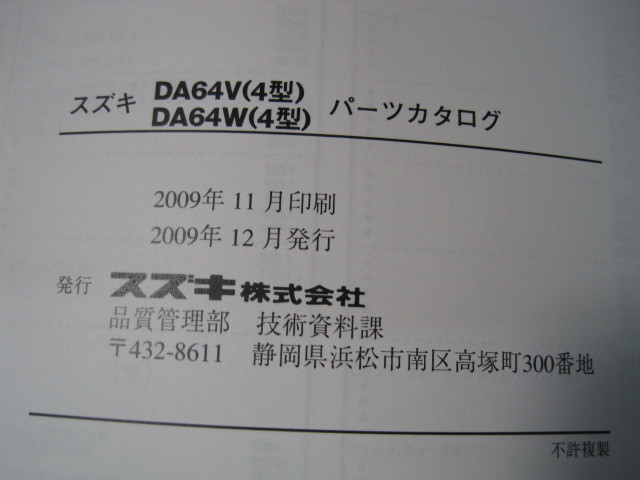 スズキ DA64V(4型) パーツカタログ
DA64W(4型)
2009年 11 月印刷
2009年 12 月発行
発行 スズキ株式会社
品質管理部 技術資料課
〒432-8611 静岡県浜松市南区高塚町300番地
不許複製